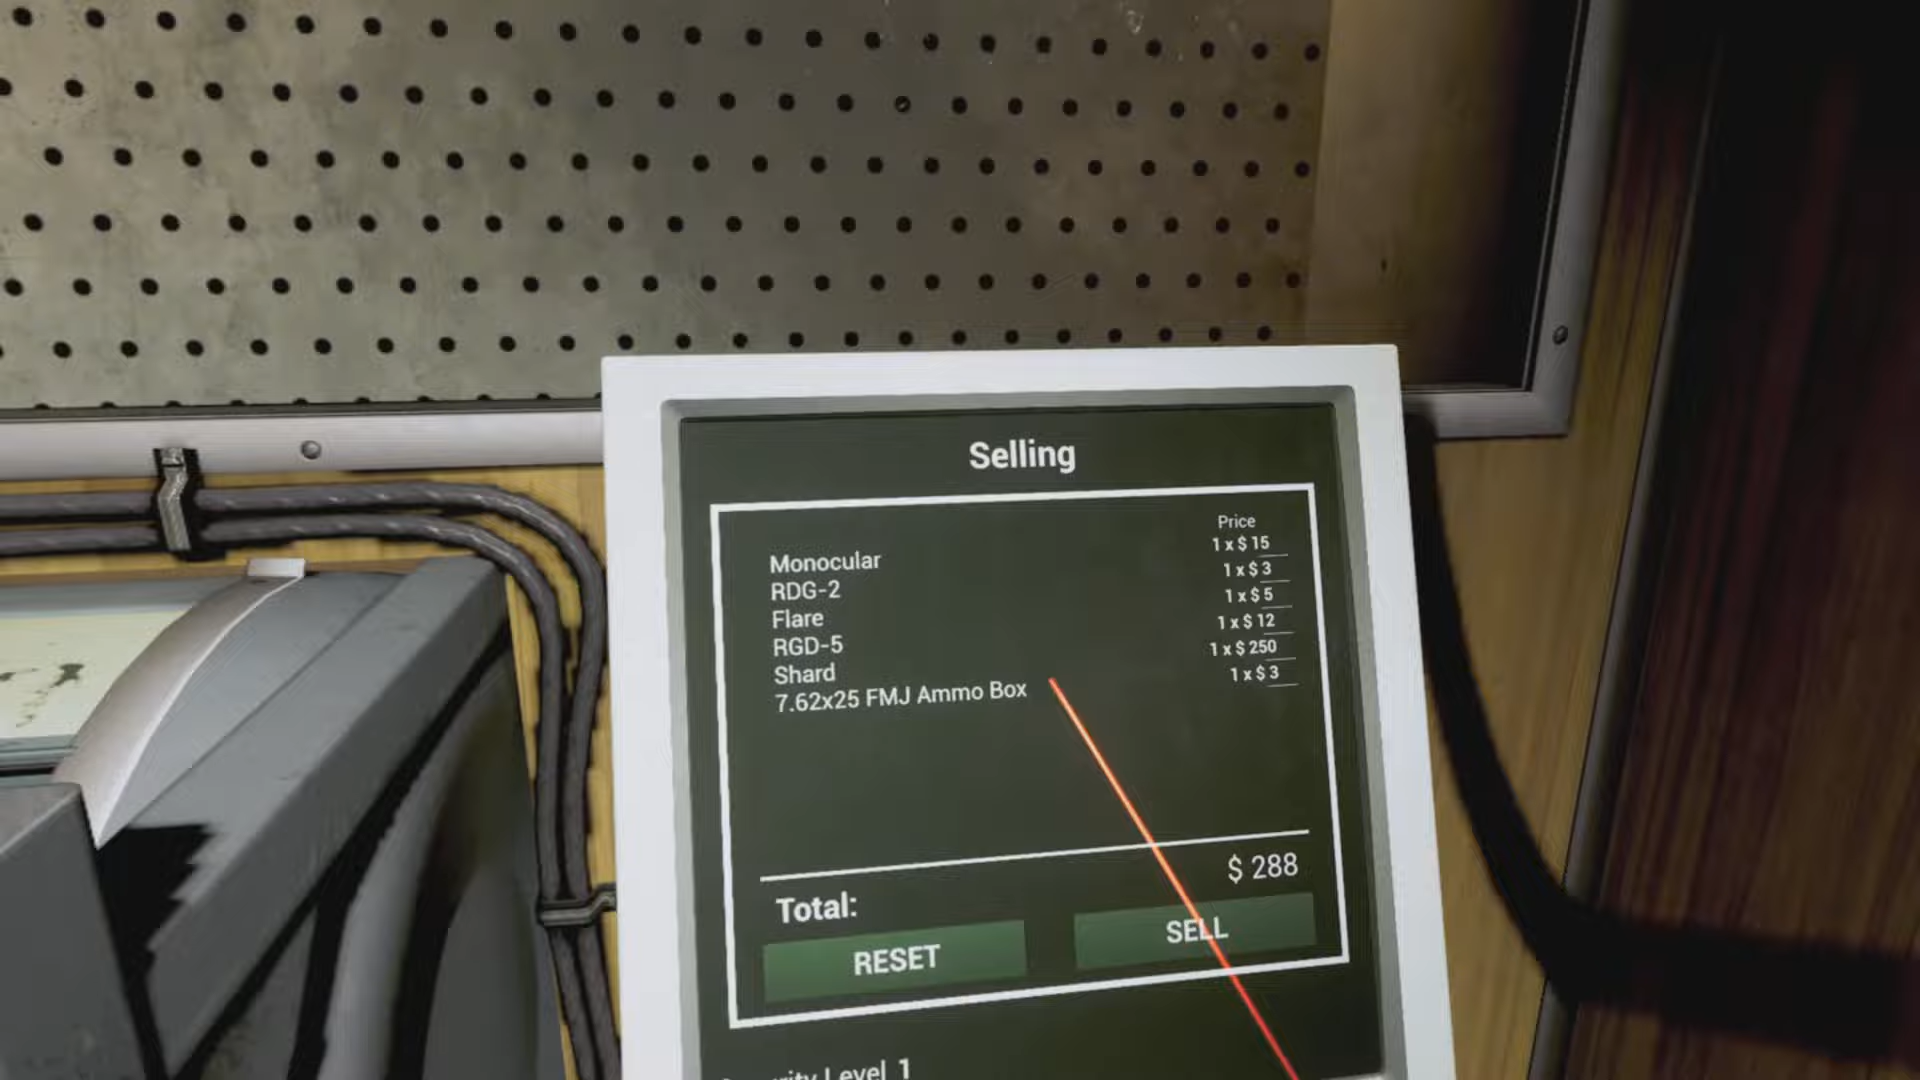 Selling
Price
Monocular 1 x $ 15
RDG-2 1 x $ 3
Flare 1 x $ 5
RGD-5 1 x $ 12
Shard 1 x $ 250
7.62x25 FMJ Ammo Box 1 x $ 3
Total: $ 288
RESET SELL
Level 1